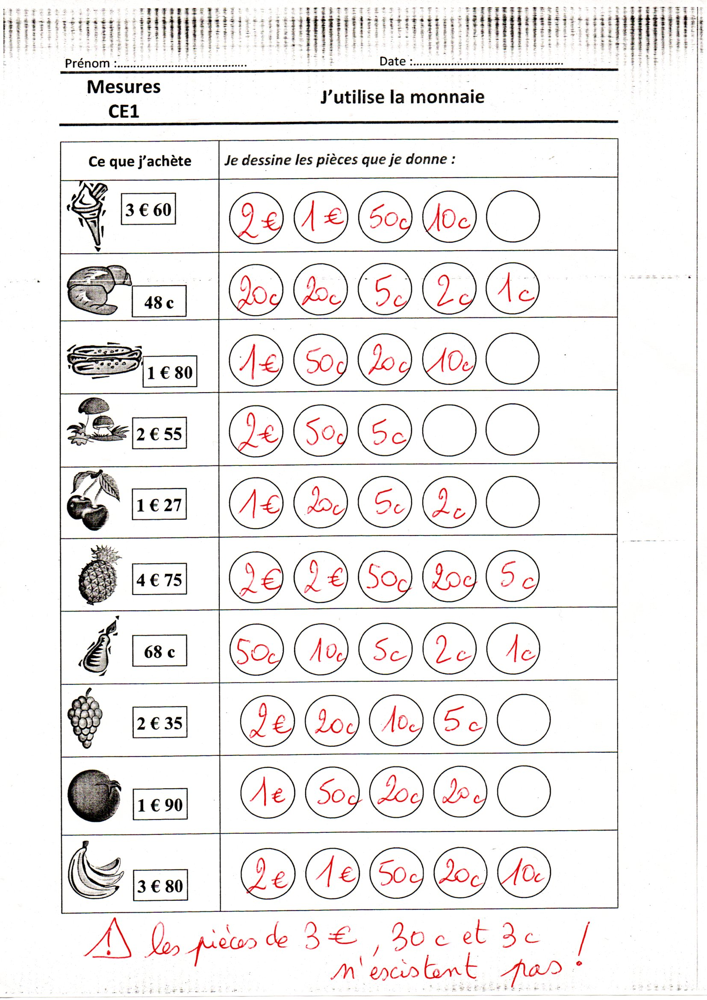 Prénom :.......................................... Date :..................................................
Mesures
CE1
J'utilise la monnaie
Ce que j'achète
Je dessine les pièces que je donne :
3 € 60 2€ 1€ 50c 10c
48 c 20c 20c 5c 2c 1c
1 € 80 1€ 50c 20c 10c
2 € 55 2€ 50c 5c
1 € 27 1€ 20c 5c 2c
4 € 75 2€ 2€ 50c 20c 5c
68 c 50c 10c 5c 2c 1c
2 € 35 2€ 20c 10c 5c
1 € 90 1€ 50c 20c 20c
3 € 80 2€ 1€ 50c 20c 10c
! les pièces de 3€, 30c et 3c
n'éxistent pas !